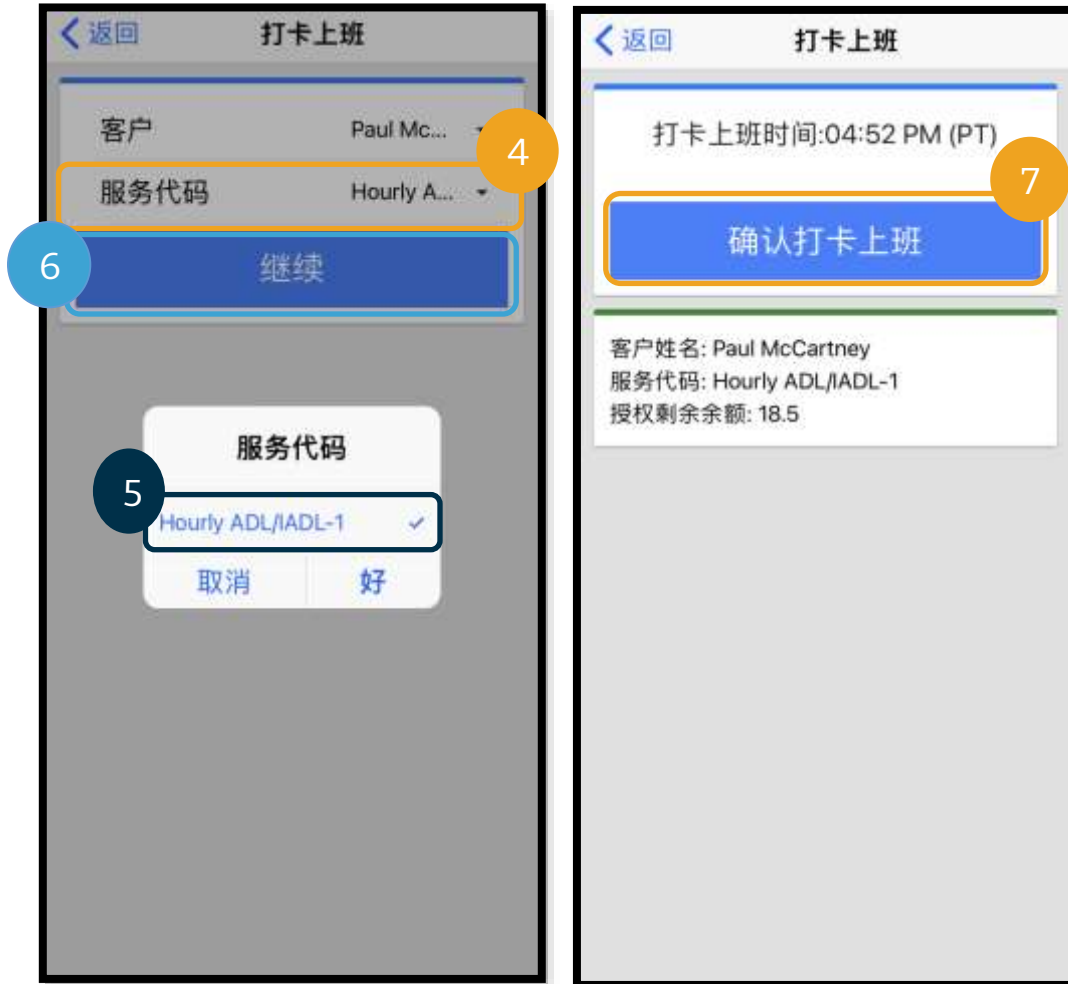 返回 打卡上班
客户 Paul Mc...
4
服务代码 Hourly A...
6
继续
服务代码
5
Hourly ADL/IADL-1
取消 好
返回 打卡上班
打卡上班时间:04:52 PM (PT)
7
确认打卡上班
客户姓名: Paul McCartney
服务代码: Hourly ADL/IADL-1
授权剩余余额: 18.5